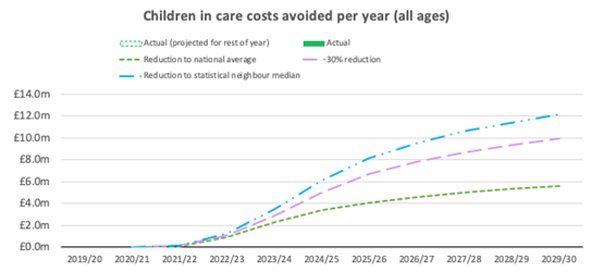 Children in care costs avoided per year (all ages)
Actual (projected for rest of year) Actual
Reduction to national average -30% reduction
Reduction to statistical neighbour median
£14.0m
£12.0m
£10.0m
£8.0m
£6.0m
£4.0m
£2.0m
£0.0m
2019/20 2020/21 2021/22 2022/23 2023/24 2024/25 2025/26 2026/27 2027/28 2028/29 2029/30